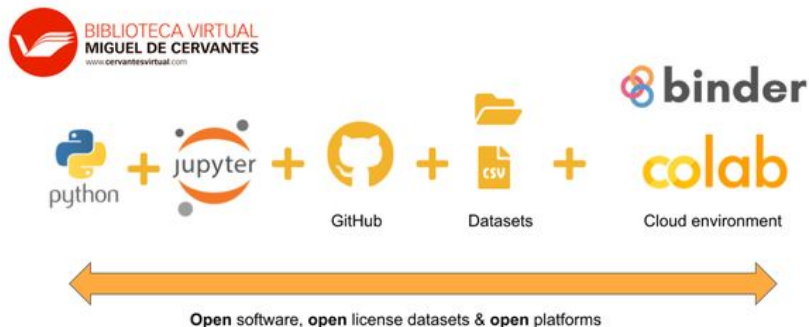 BIBLIOTECA VIRTUAL
MIGUEL DE CERVANTES
www.cervantesvirtual.com
binder
python
jupyter
CSV
colab
GitHub
Datasets
Cloud environment
Open software, open license datasets & open platforms